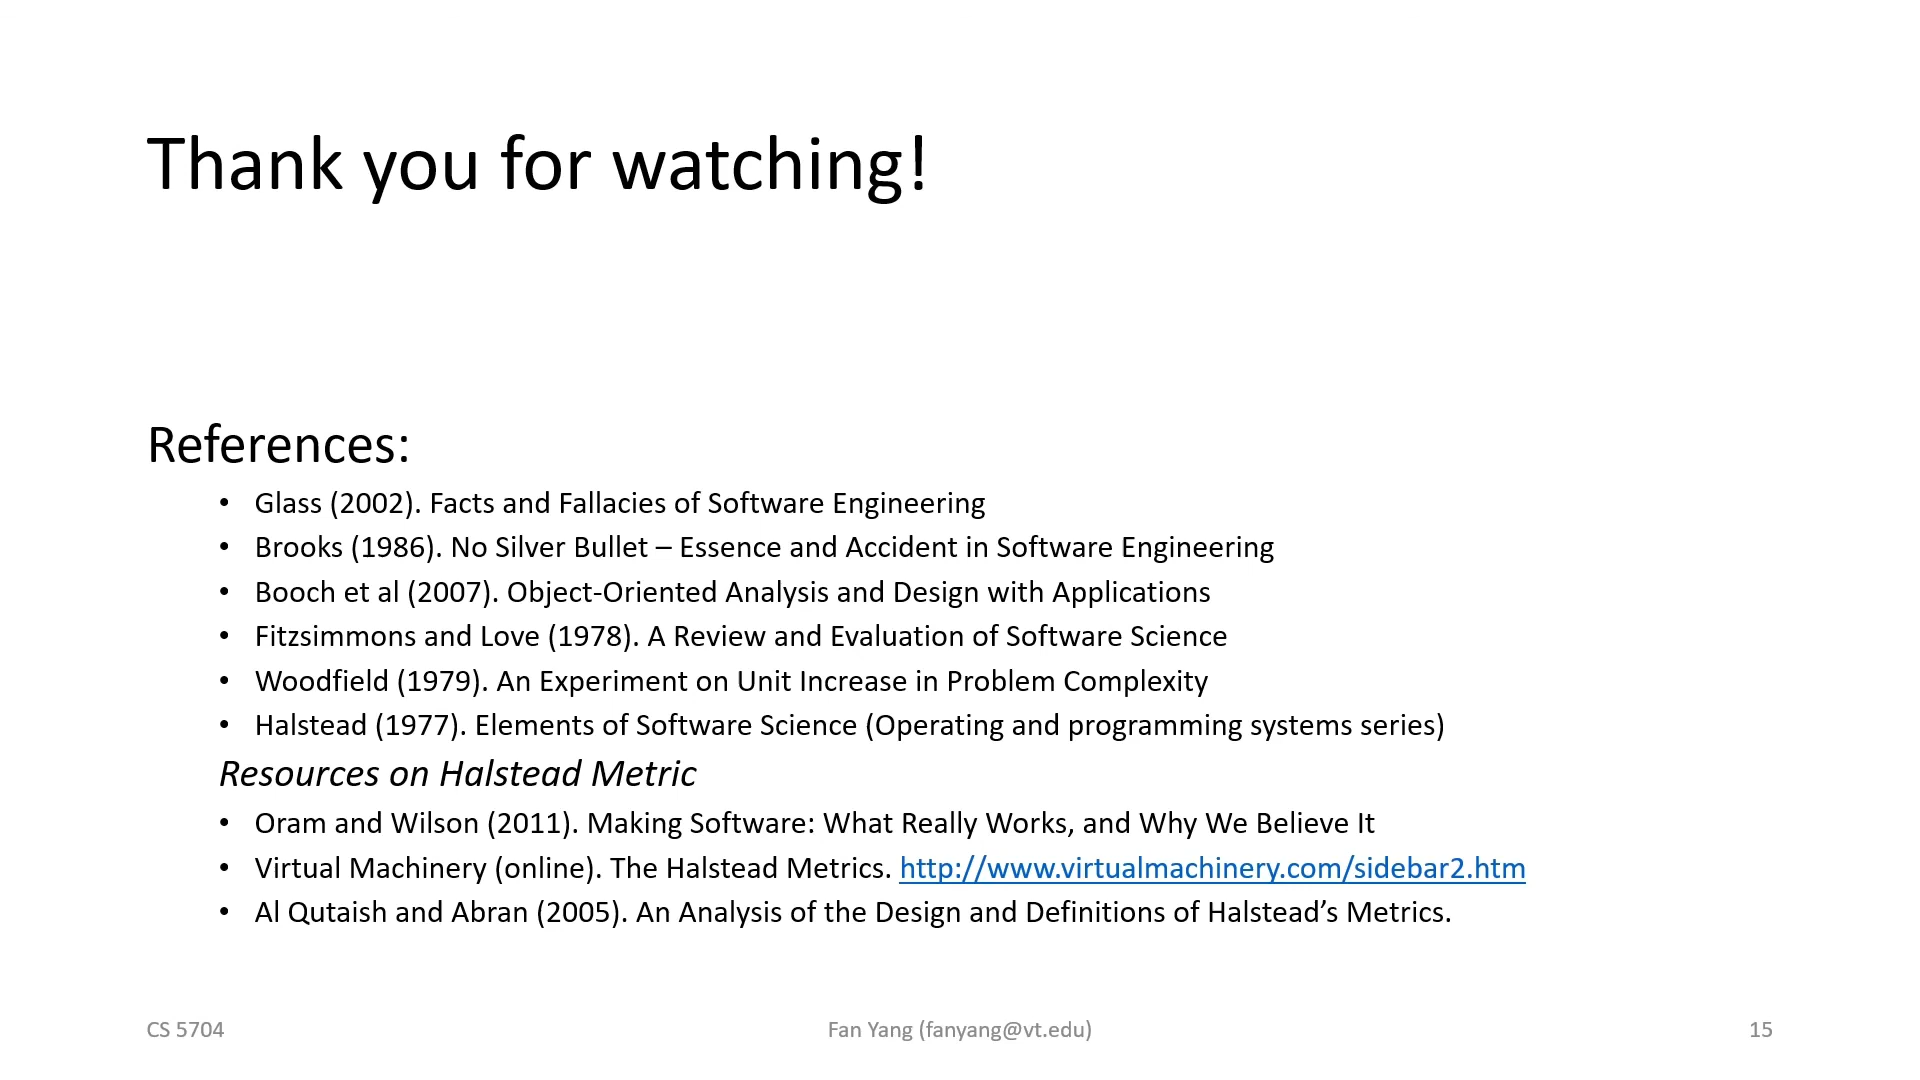 Thank you for watching!
References:
• Glass (2002). Facts and Fallacies of Software Engineering
• Brooks (1986). No Silver Bullet – Essence and Accident in Software Engineering
• Booch et al (2007). Object-Oriented Analysis and Design with Applications
• Fitzsimmons and Love (1978). A Review and Evaluation of Software Science
• Woodfield (1979). An Experiment on Unit Increase in Problem Complexity
• Halstead (1977). Elements of Software Science (Operating and programming systems series)
Resources on Halstead Metric
• Oram and Wilson (2011). Making Software: What Really Works, and Why We Believe It
• Virtual Machinery (online). The Halstead Metrics. http://www.virtualmachinery.com/sidebar2.htm
• Al Qutaish and Abran (2005). An Analysis of the Design and Definitions of Halstead’s Metrics.
CS 5704
Fan Yang (fanyang@vt.edu)
15